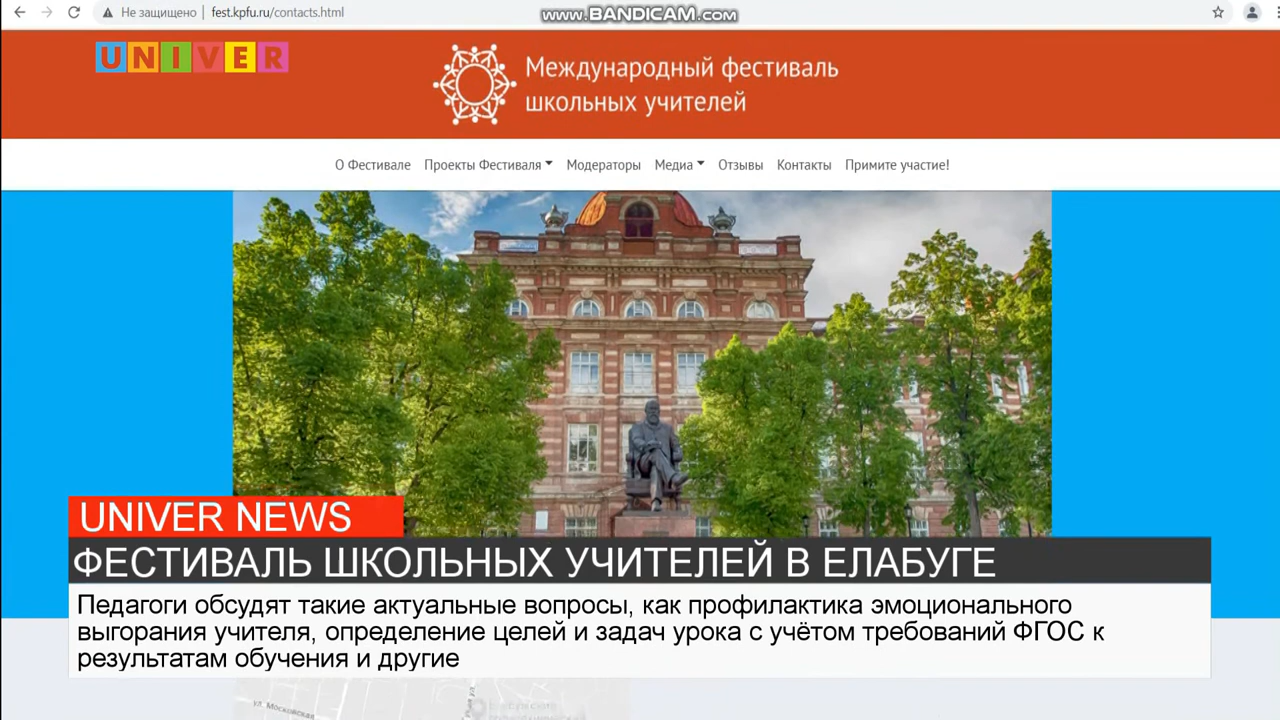 Не защищено
fest.kpfu.ru/contacts.html
www.BANDICAM.com
UNIVER
Международный фестиваль
школьных учителей
О Фестивале Проекты Фестиваля Модераторы Медиа Отзывы Контакты Примите участие!
UNIVER NEWS
ФЕСТИВАЛЬ ШКОЛЬНЫХ УЧИТЕЛЕЙ В ЕЛАБУГЕ
Педагоги обсудят такие актуальные вопросы, как профилактика эмоционального
выгорания учителя, определение целей и задач урока с учётом требований ФГОС к
результатам обучения и другие
ул. Московская